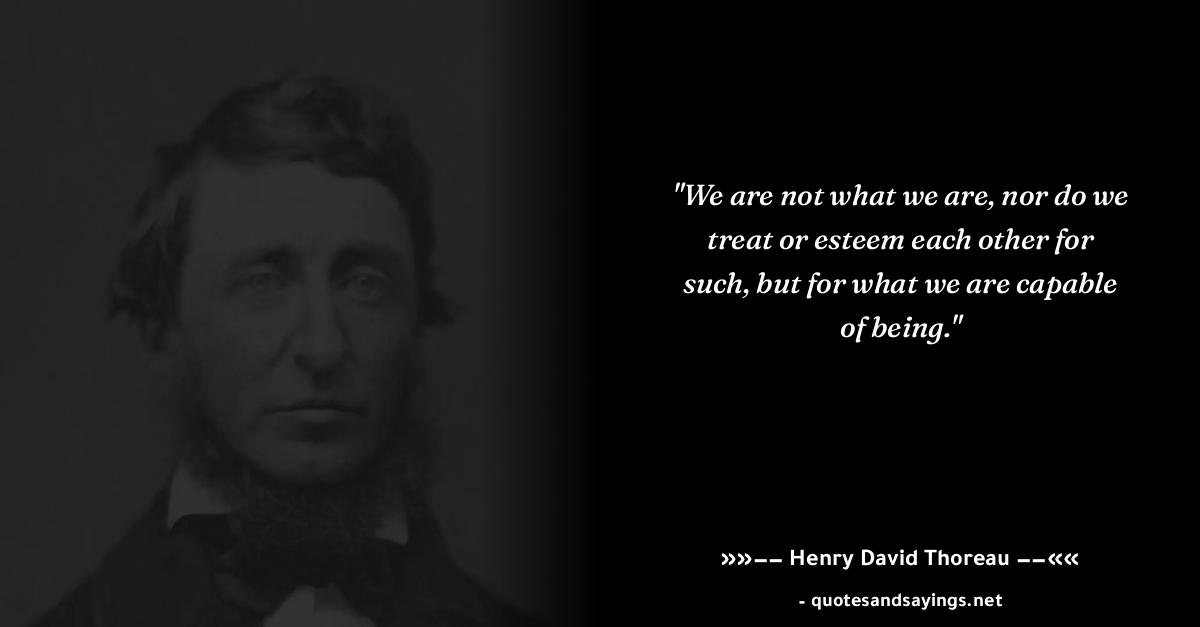 "We are not what we are, nor do we
treat or esteem each other for
such, but for what we are capable
of being."
»»–– Henry David Thoreau ––««
- quotesandsayings.net